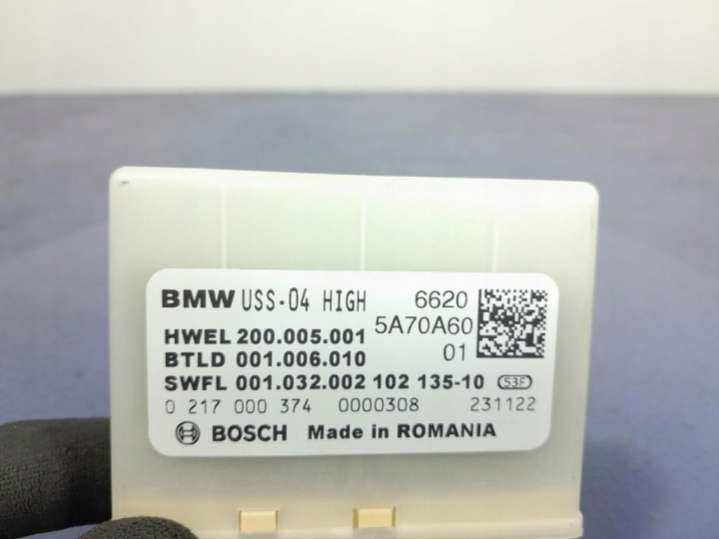 BMW USS-04 HIGH 6620
5A70A60
HWEL 200.005.001
BTLD 001.006.010 01
SWFL 001.032.002 102 135-10 S3F
0 217 000 374 0000308 231122
BOSCH Made in ROMANIA